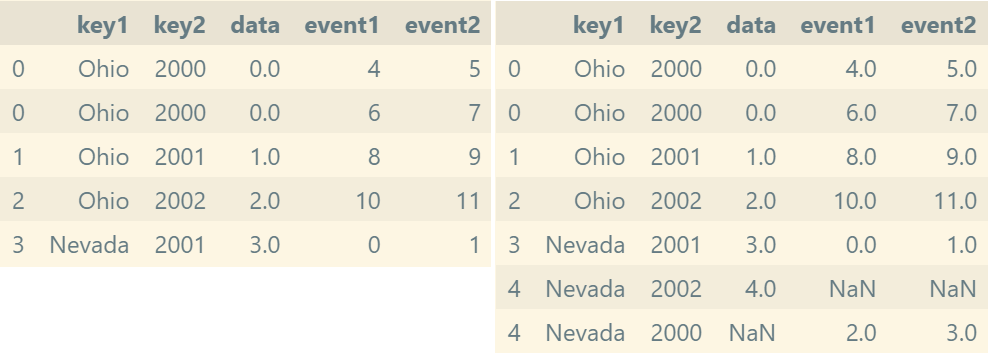 key1 key2 data event1 event2
0 Ohio 2000 0.0 4 5
0 Ohio 2000 0.0 6 7
1 Ohio 2001 1.0 8 9
2 Ohio 2002 2.0 10 11
3 Nevada 2001 3.0 0 1
key1 key2 data event1 event2
0 Ohio 2000 0.0 4.0 5.0
0 Ohio 2000 0.0 6.0 7.0
1 Ohio 2001 1.0 8.0 9.0
2 Ohio 2002 2.0 10.0 11.0
3 Nevada 2001 3.0 0.0 1.0
4 Nevada 2002 4.0 NaN NaN
4 Nevada 2000 NaN 2.0 3.0